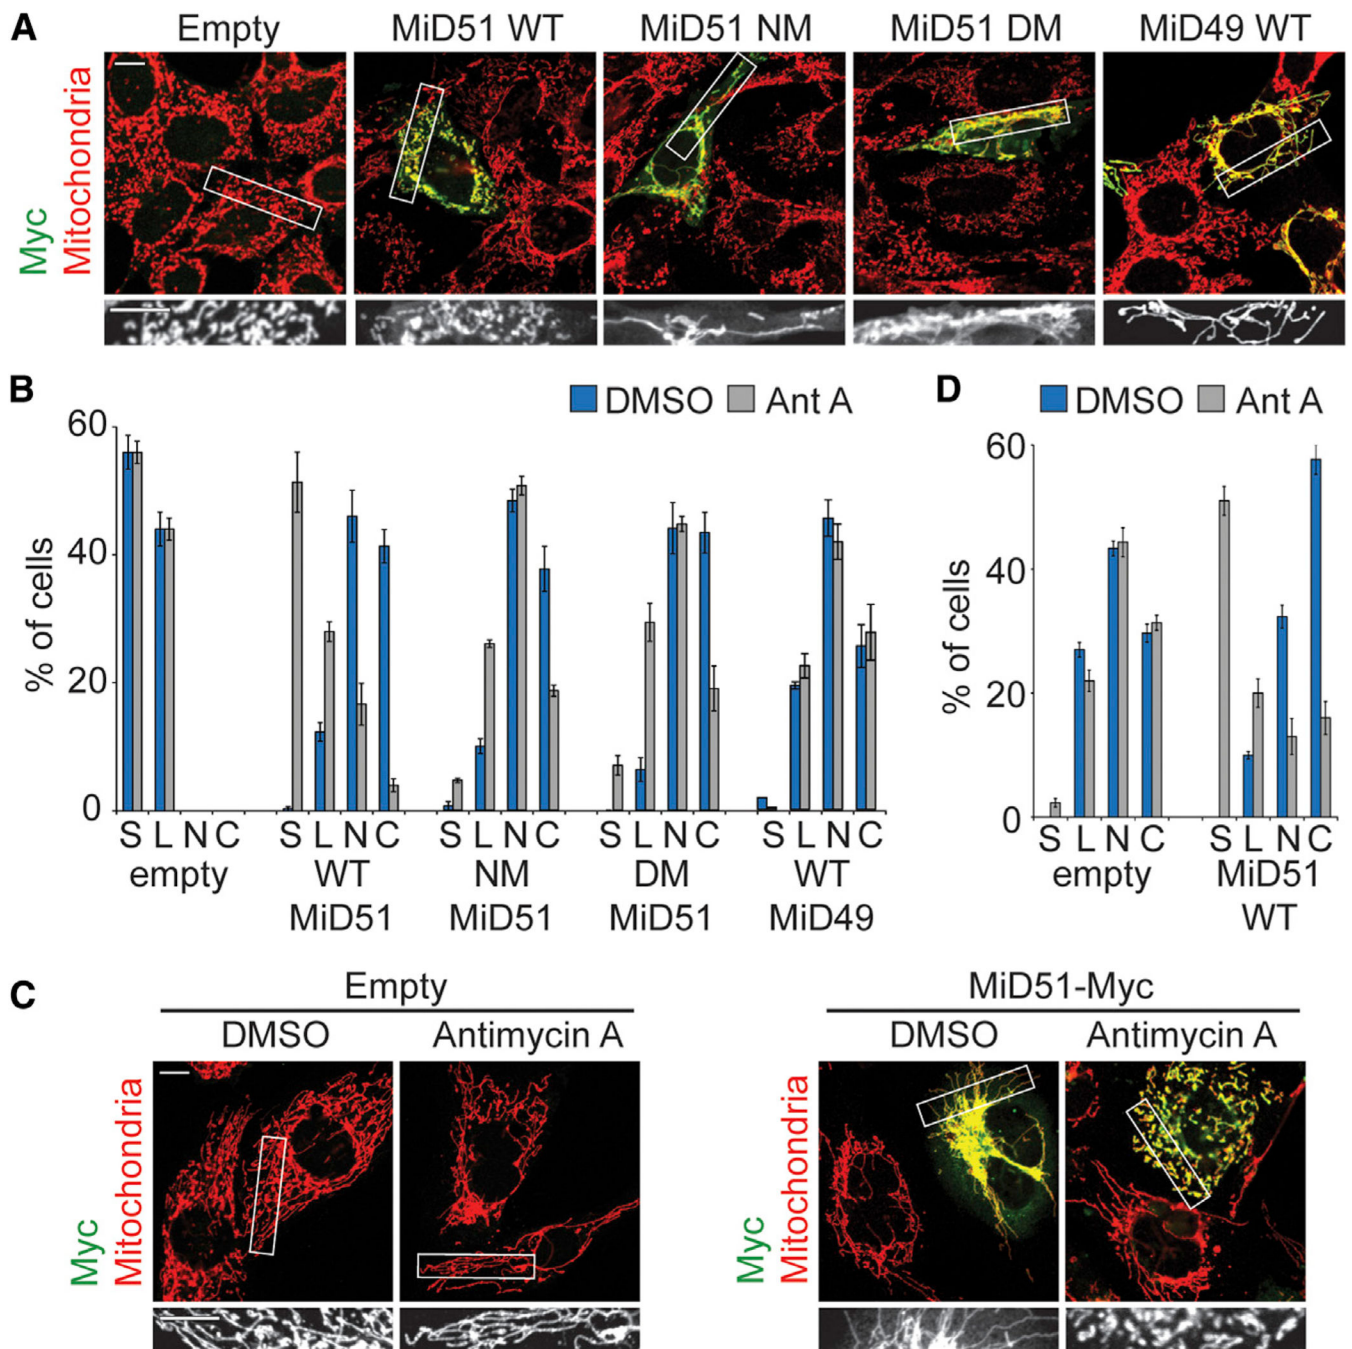 A
Empty
MiD51 WT
MiD51 NM
MiD51 DM
MiD49 WT
Myc
Mitochondria
B
DMSO
Ant A
% of cells
60
40
20
0
S L N C
S L N C
S L N C
S L N C
S L N C
empty
WT
NM
DM
WT
MiD51
MiD51
MiD51
MiD49
D
DMSO
Ant A
% of cells
60
40
20
0
S L N C
S L N C
empty
MiD51
WT
C
Empty
MiD51-Myc
DMSO
Antimycin A
DMSO
Antimycin A
Myc
Mitochondria
Myc
Mitochondria